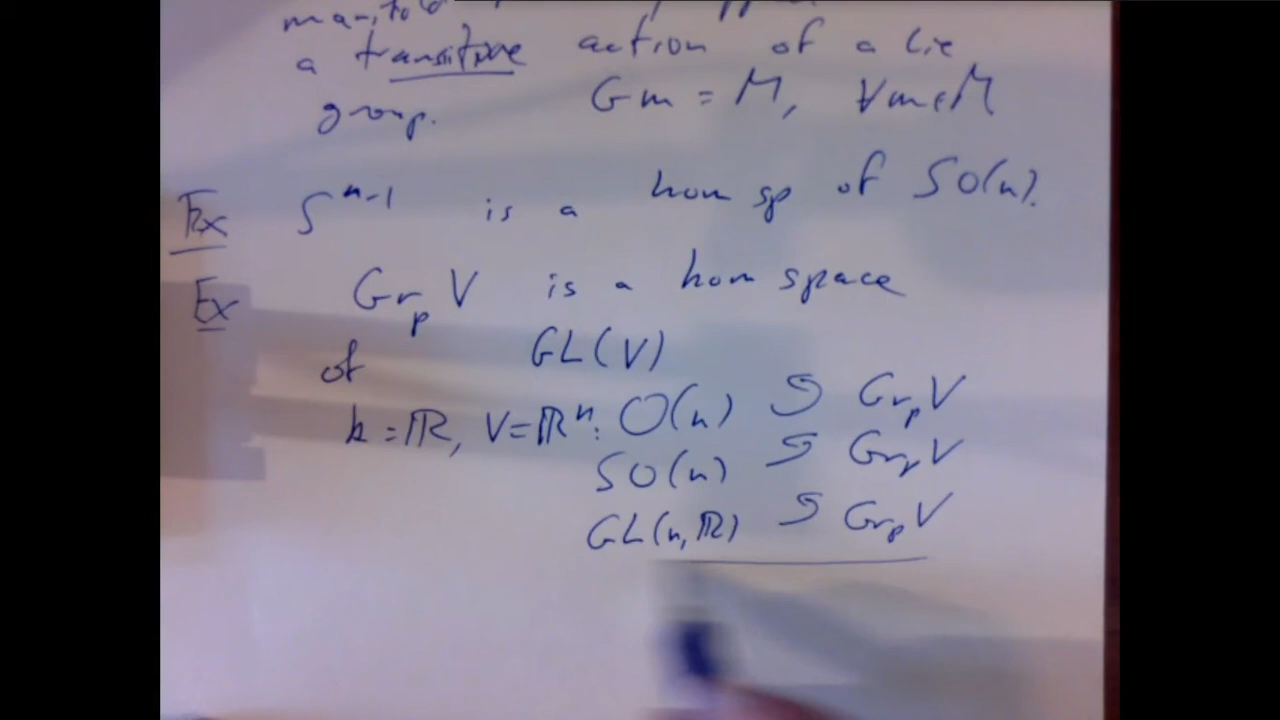 a transitive action of a Lie
group. Gm = M, ∀m∈M
Ex S^{n-1} is a hom sp of SO(n).
Ex Gr_p V is a hom space
of GL(V)
k = ℝ, V=ℝⁿ: O(n) ↺ Gr_p V
SO(n) ↺ Gr_p V
GL(n,ℝ) ↺ Gr_p V